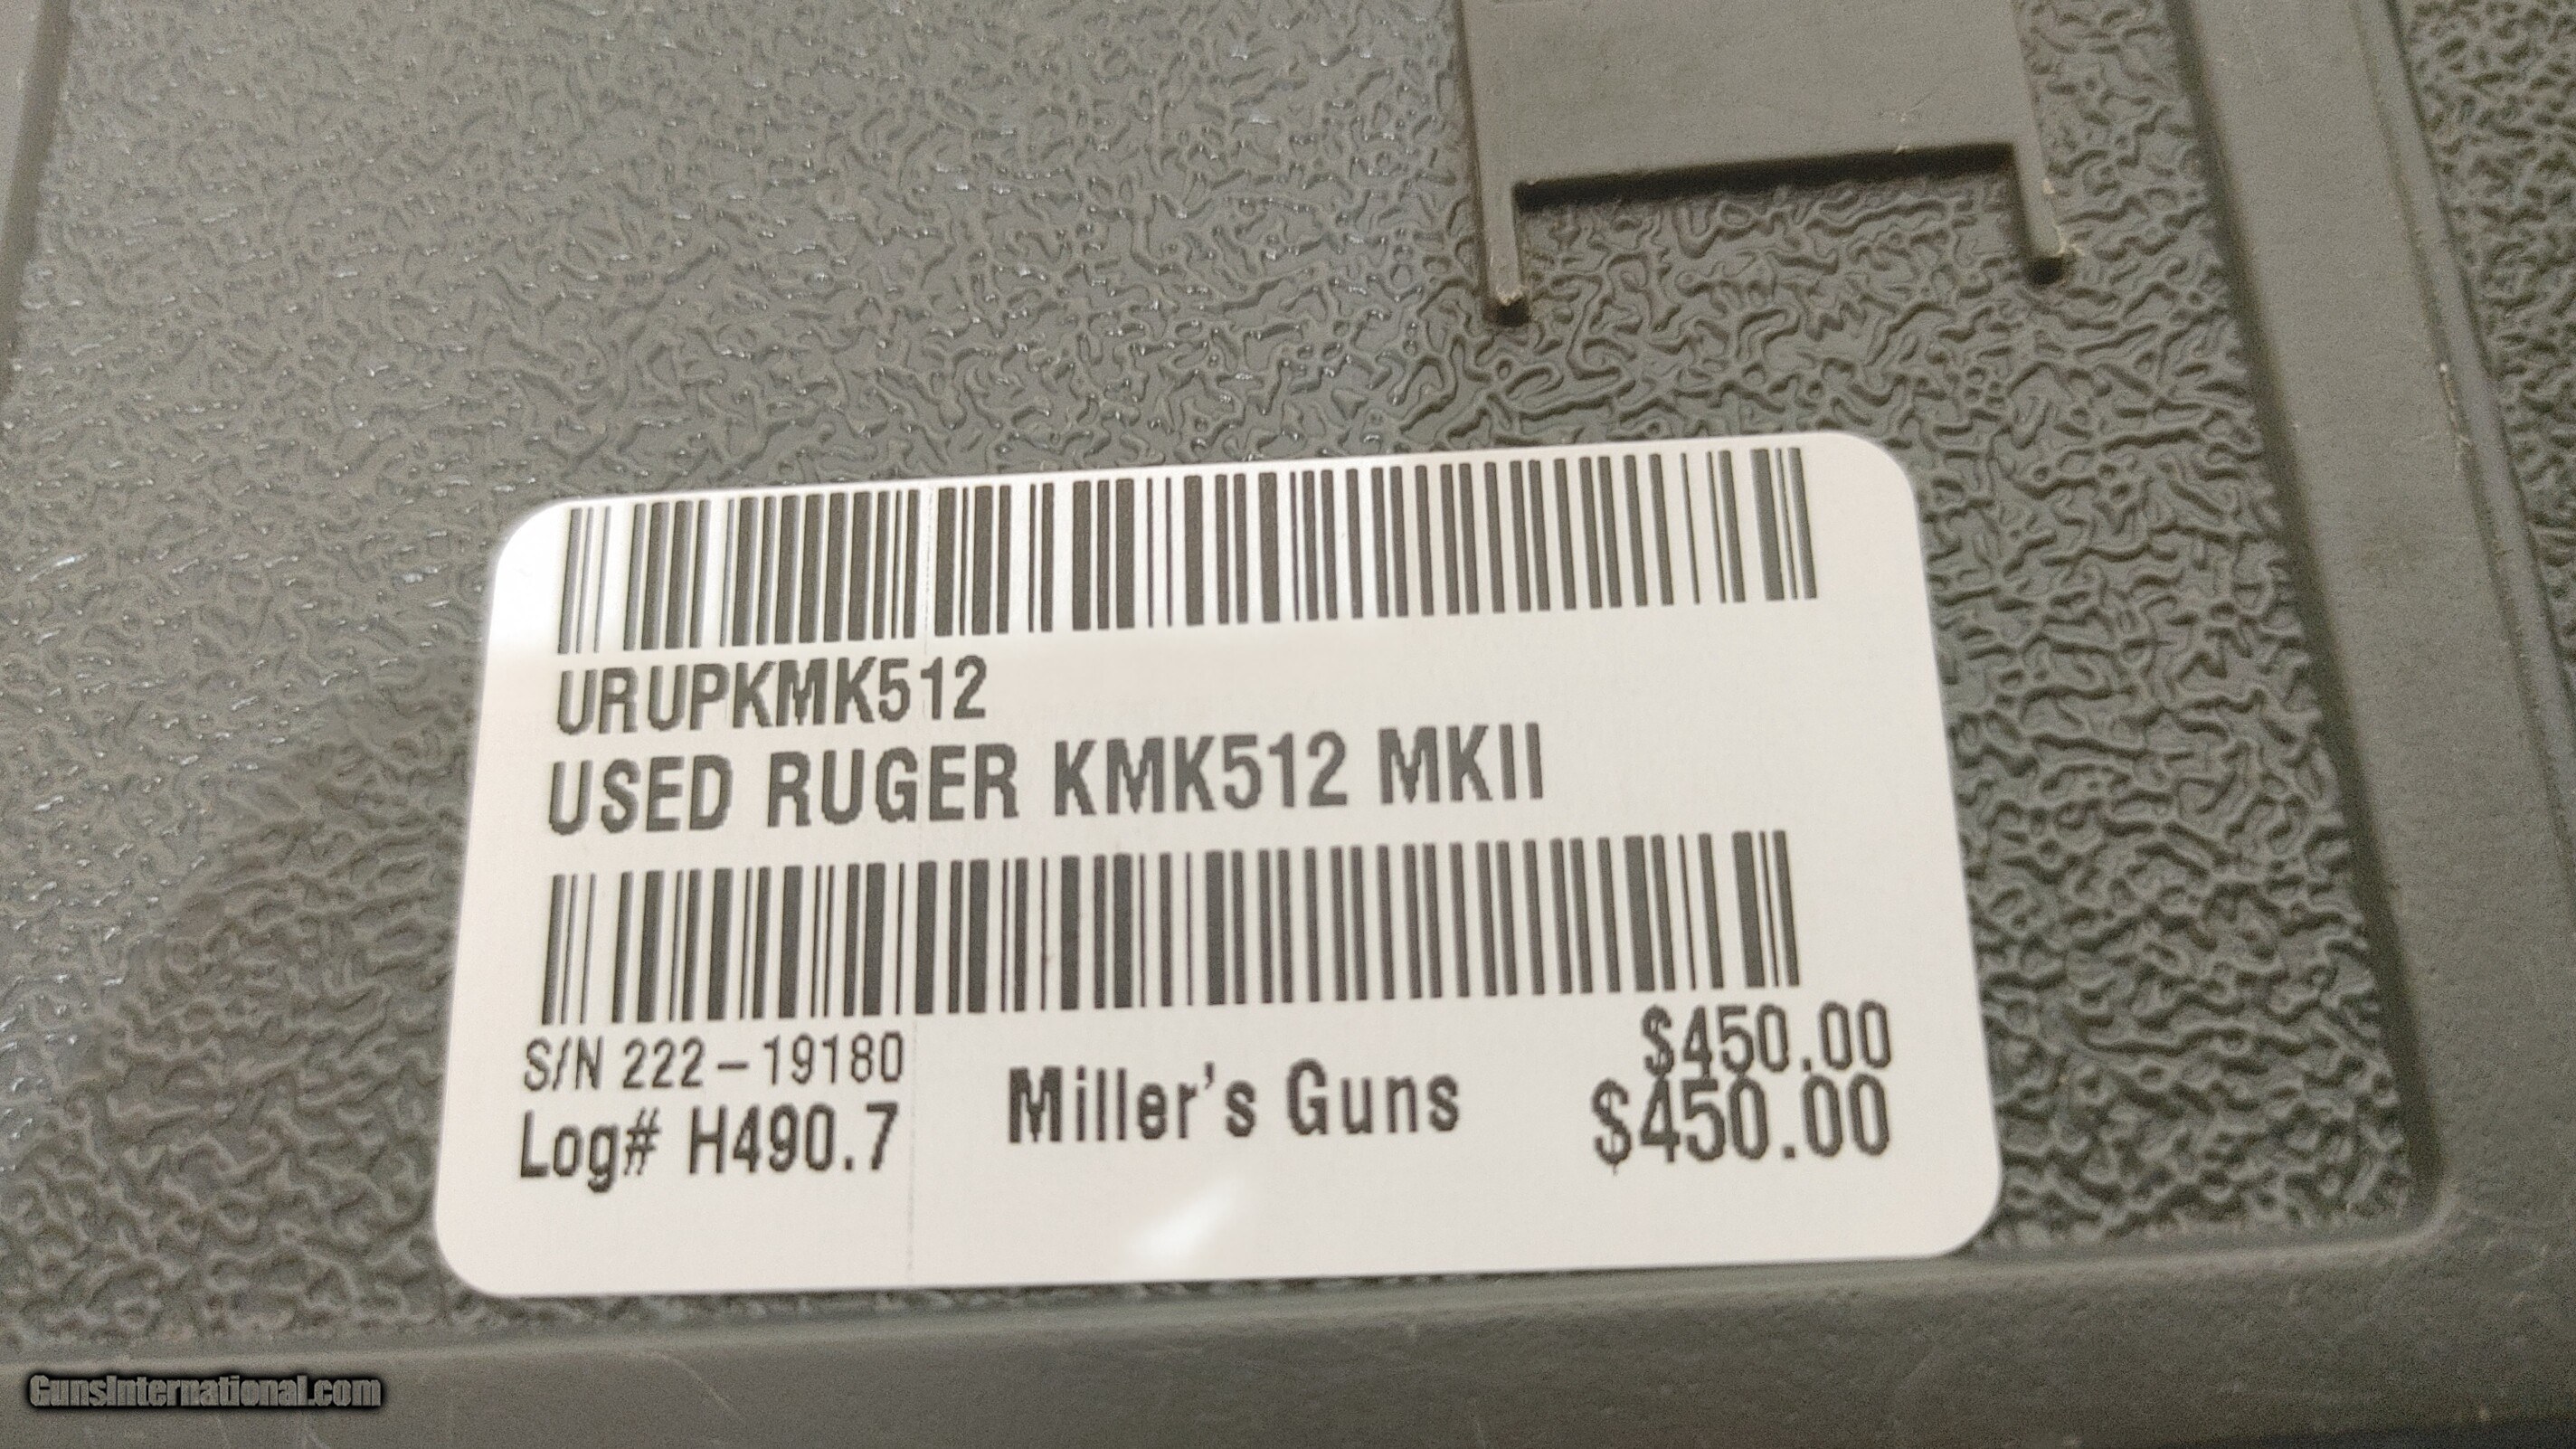 URUPKMK512
USED RUGER KMK512 MKII
S/N 222-19180
Log# H490.7
Miller's Guns
$450.00
$450.00
GunsInternational.com